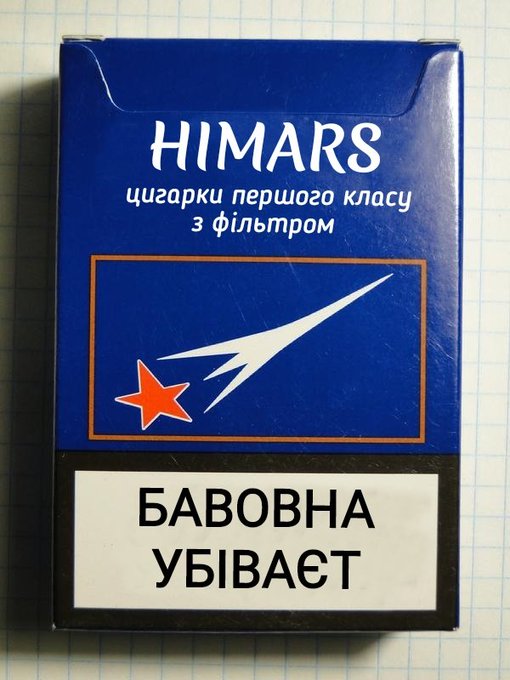 HIMARS
цигарки першого класу
з фільтром
БАВОВНА
УБІВАЄТ